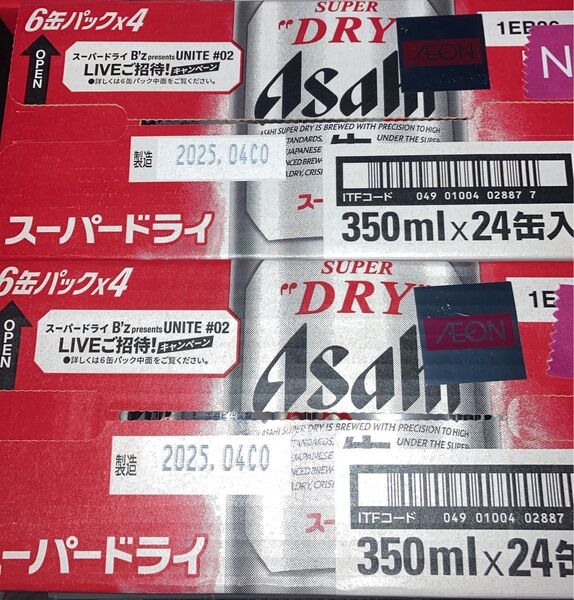 6缶パックX4
SUPER
"DRY"
Asahi
ÆON
N
OPEN
スーパードライ B'z presents UNITE #02
LIVEご招待! キャンペーン
●詳しくは6缶パック中面をご覧ください。
ASAHI SUPER DRY IS BREWED WITH PRECISION TO HIGH
UNDER THE SUPER
製造 2025.04C0
スーパードライ
ITFコード 049 01004 02887 7
350ml×24缶入
6缶パックX4
SUPER
"DRY"
Asahi
ÆON
OPEN
スーパードライ B'z presents UNITE #02
LIVEご招待! キャンペーン
●詳しくは6缶パック中面をご覧ください。
ASAHI SUPER DRY IS BREWED WITH PRECISION TO HIGH
UNDER THE SUPER
製造 2025.04C0
ーパードライ
ITFコード 049 01004 02887
350ml×24缶